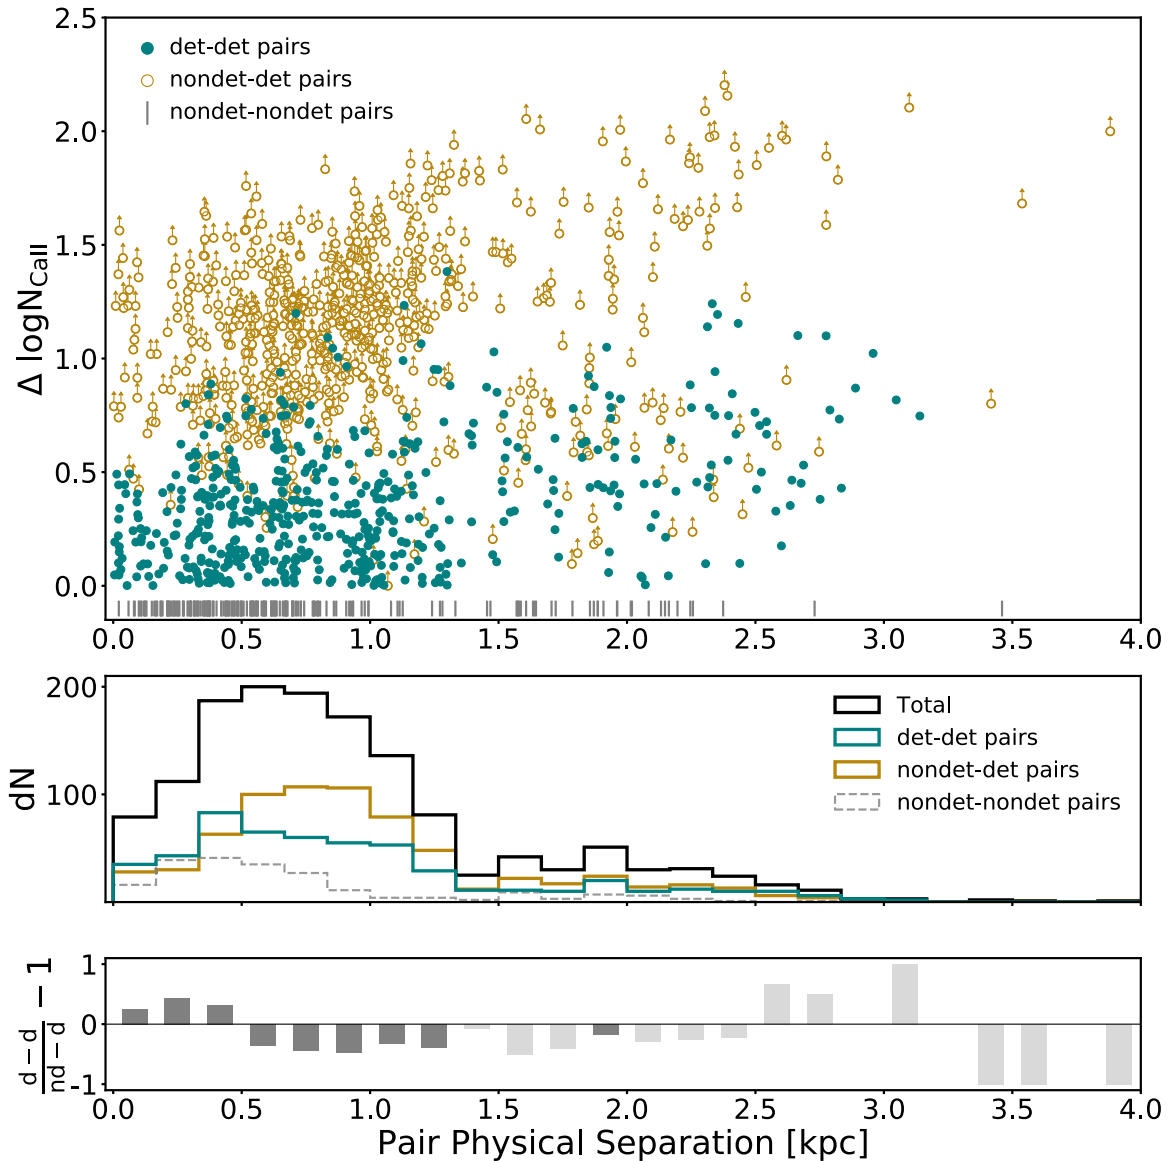 2.5
2.0
1.5
1.0
0.5
0.0
Δ logN_CaII
det-det pairs
nondet-det pairs
nondet-nondet pairs
0.0 0.5 1.0 1.5 2.0 2.5 3.0 3.5 4.0
200
100
dN
Total
det-det pairs
nondet-det pairs
nondet-nondet pairs
1
0
-1
d − d
nd − d
− 1
0.0 0.5 1.0 1.5 2.0 2.5 3.0 3.5 4.0
Pair Physical Separation [kpc]